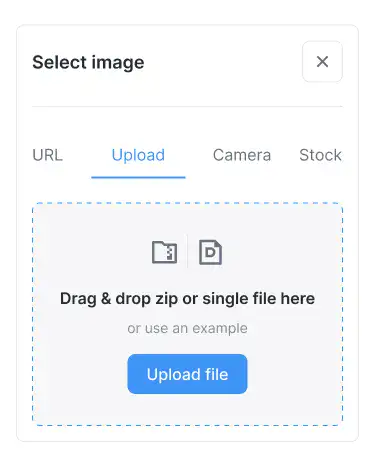 Select image
URL Upload Camera Stock
D
Drag & drop zip or single file here
or use an example
Upload file